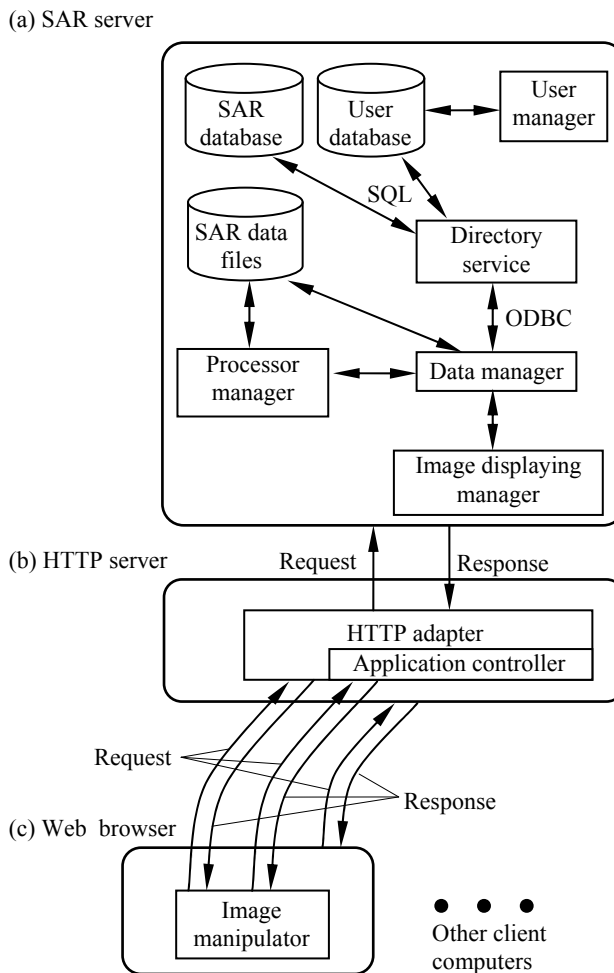 (a) SAR server
SAR
database
User
database
User
manager
SQL
SAR data
files
Directory
service
ODBC
Processor
manager
Data manager
Image displaying
manager
Request
Response
(b) HTTP server
HTTP adapter
Application controller
Request
Response
(c) Web browser
Image
manipulator
Other client
computers